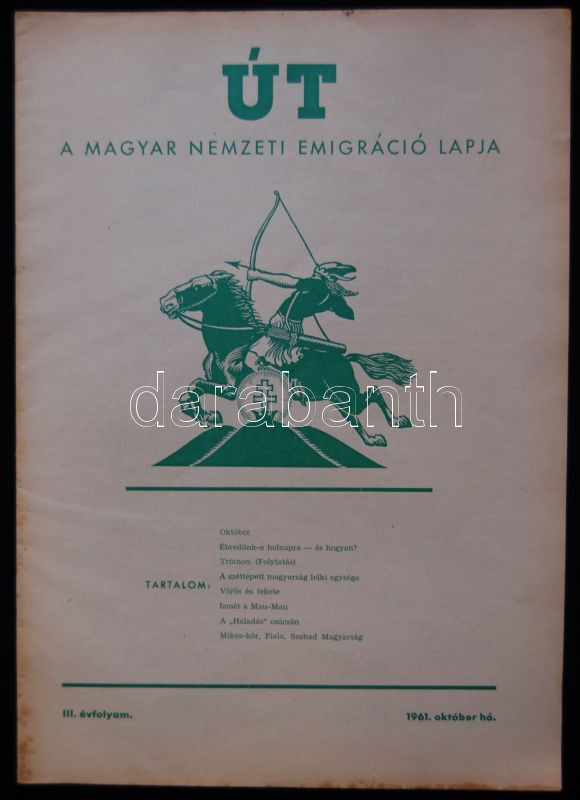 ÚT
A MAGYAR NEMZETI EMIGRÁCIÓ LAPJA
darabanth
Október
Ébredünk-e holnapra — és hogyan?
Trianon. (Folytatás)
A széttépett magyarság lelki egysége
TARTALOM:
Vörös és fekete
Ismét a Mau-Mau
A „Haladás" csúcsán
Mikes-kór, Fiala, Szabad Magyarság
III. évfolyam.
1961. október hó.